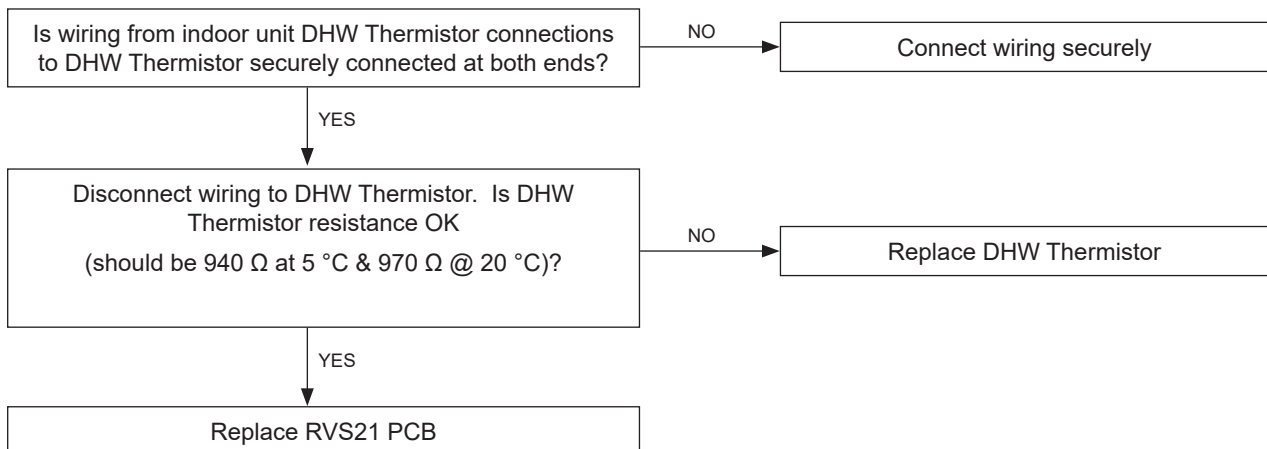 Is wiring from indoor unit DHW Thermistor connections
to DHW Thermistor securely connected at both ends?
NO
Connect wiring securely
YES
Disconnect wiring to DHW Thermistor.  Is DHW
Thermistor resistance OK
(should be 940 Ω at 5 °C & 970 Ω @ 20 °C)?
NO
Replace DHW Thermistor
YES
Replace RVS21 PCB